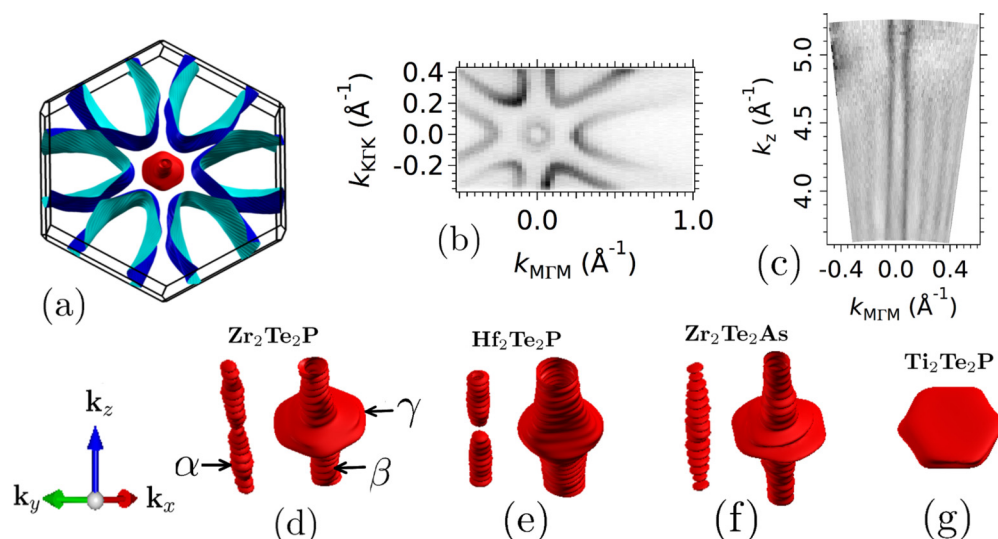 (a)
0.4
0.2
0.0
-0.2
k_KΓK (Å⁻¹)
0.0
1.0
k_MΓM (Å⁻¹)
(b)
5.0
4.5
4.0
k_z (Å⁻¹)
-0.4 0.0 0.4
k_MΓM (Å⁻¹)
(c)
k_z
k_y
k_x
Zr₂Te₂P
α
β
γ
(d)
Hf₂Te₂P
(e)
Zr₂Te₂As
(f)
Ti₂Te₂P
(g)